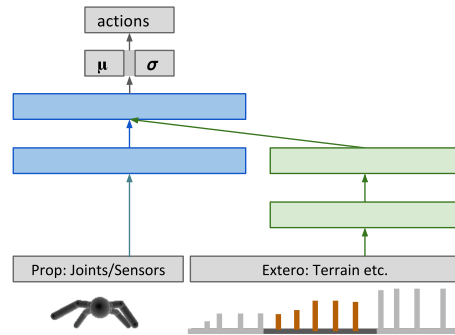 actions
μ σ
Prop: Joints/Sensors
Extero: Terrain etc.